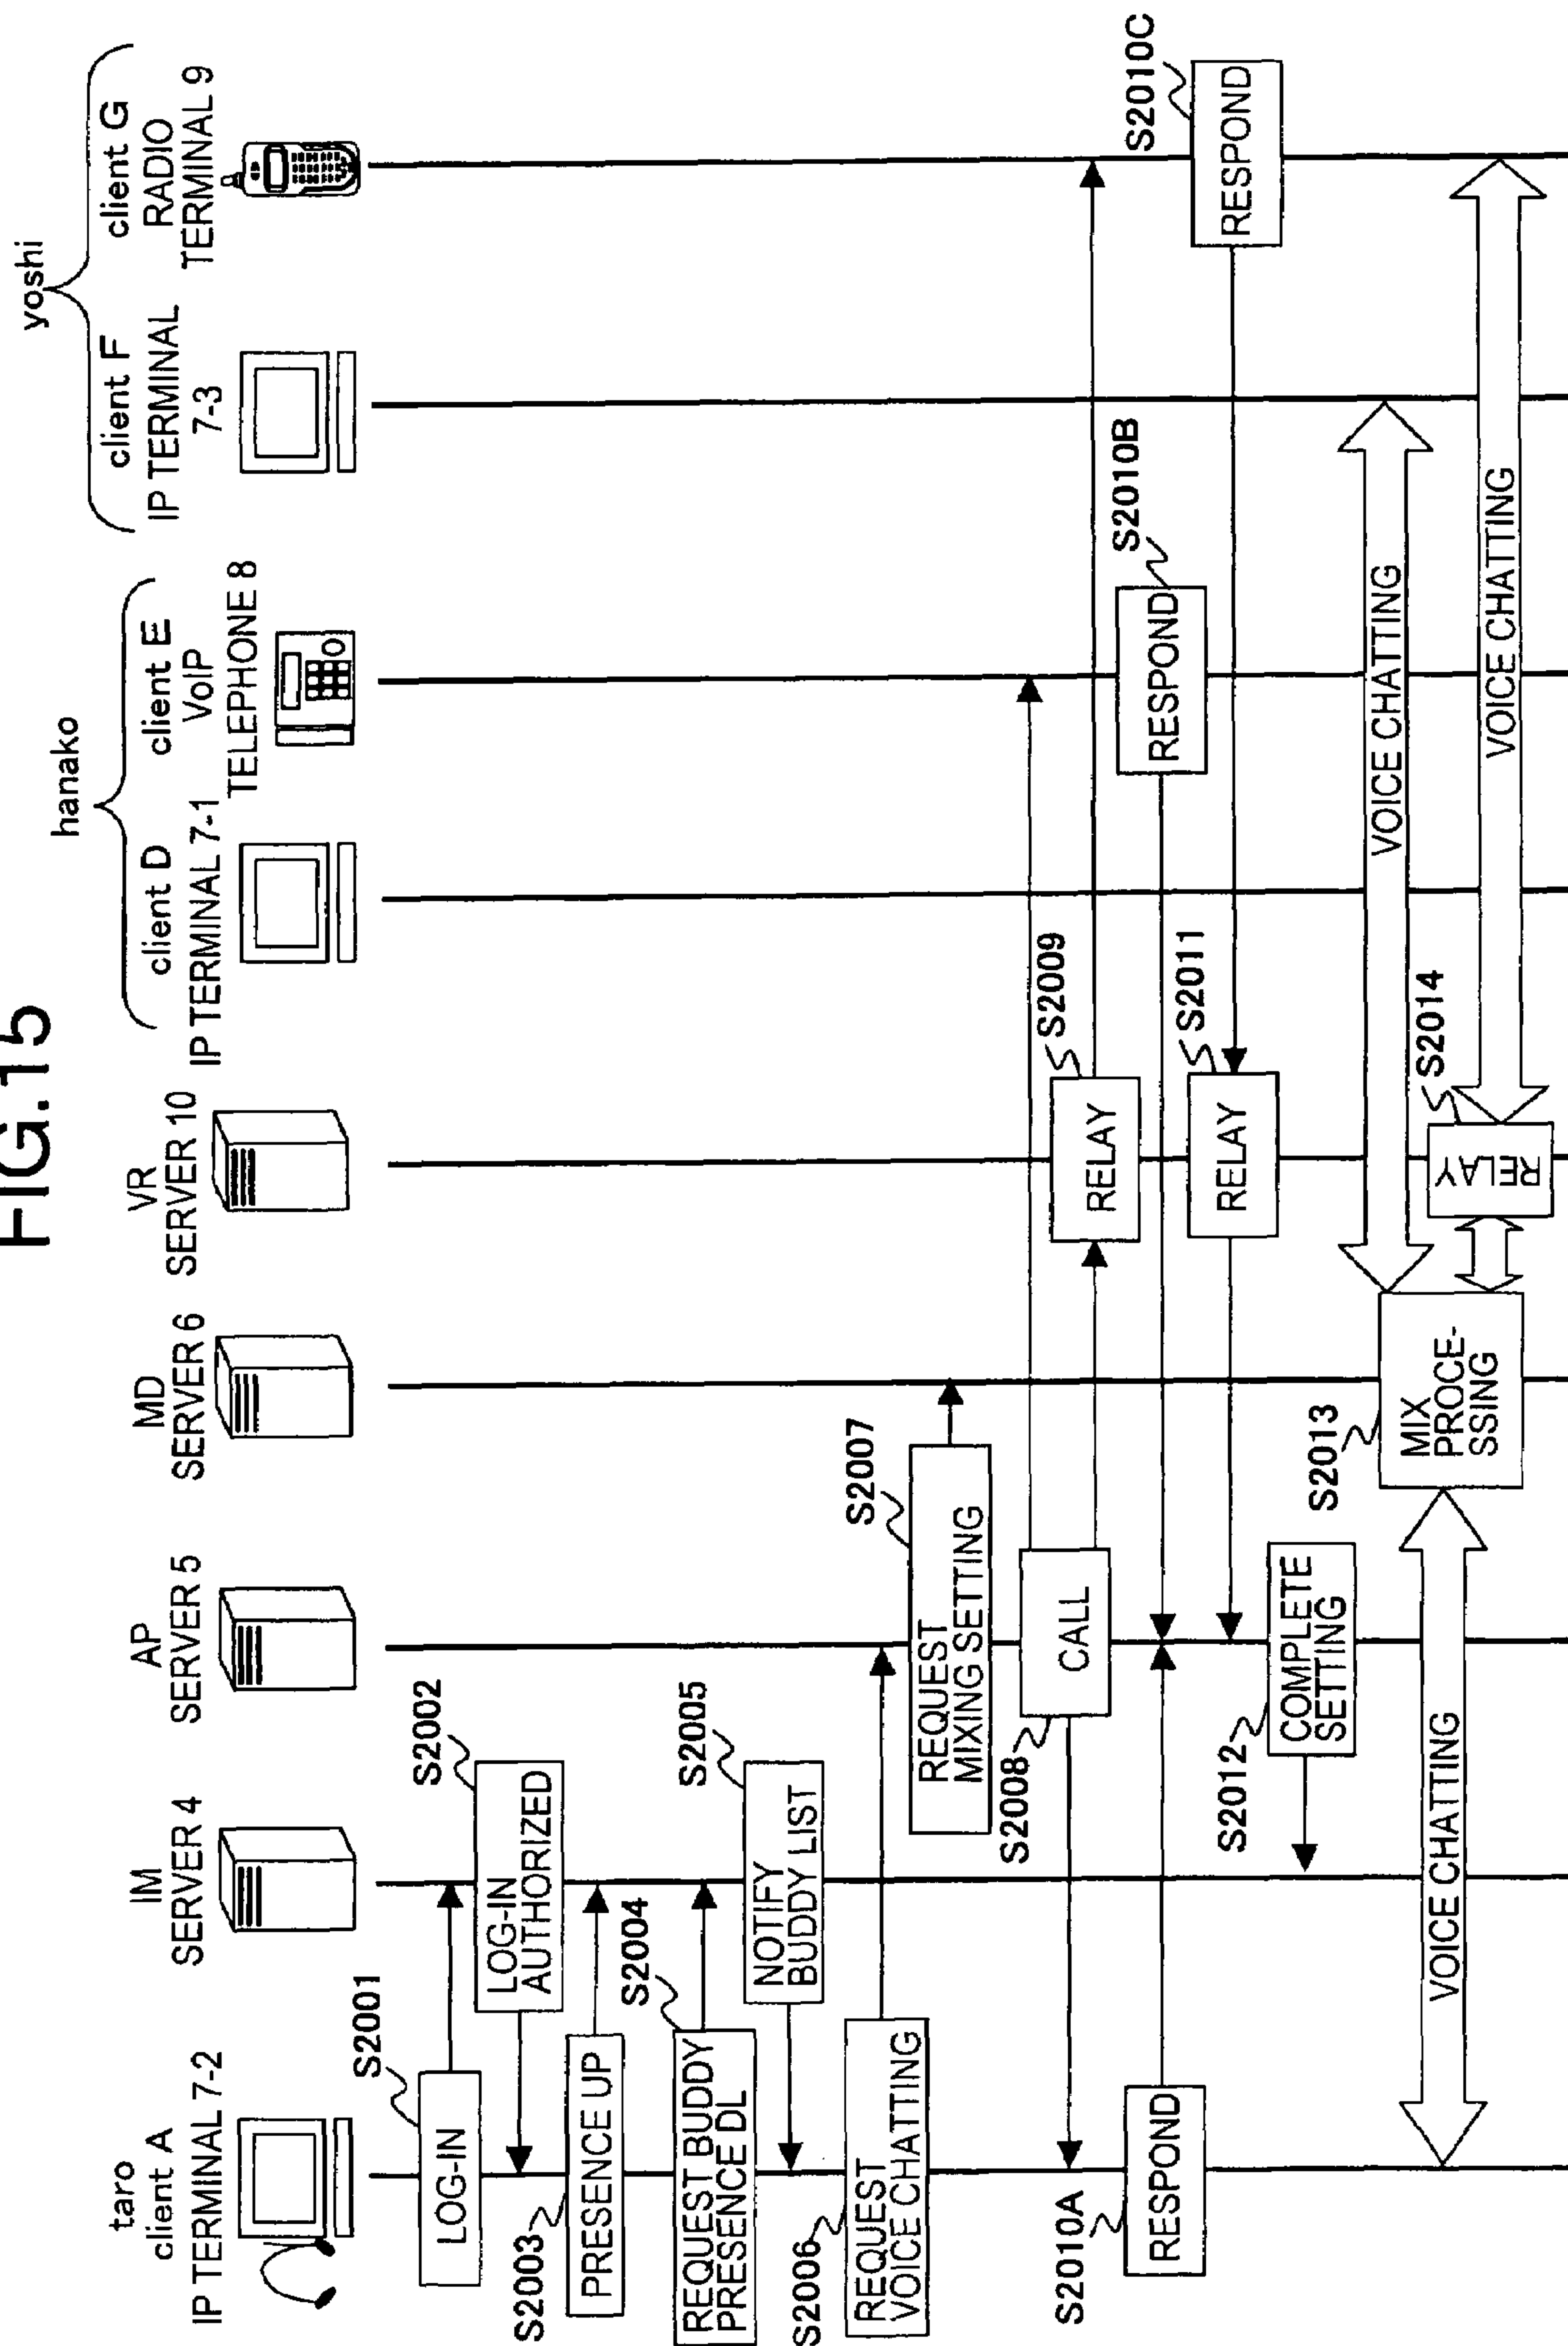 FIG.15
taro
client A
IP TERMINAL 7-2
IM
SERVER 4
AP
SERVER 5
MD
SERVER 6
VR
SERVER 10
hanako
client D
IP TERMINAL 7-1
client E
VoIP
TELEPHONE 8
yoshi
client F
IP TERMINAL
7-3
client G
RADIO
TERMINAL 9
S2001
LOG-IN
S2002
LOG-IN
AUTHORIZED
S2003
PRESENCE UP
S2004
REQUEST BUDDY
PRESENCE DL
S2005
NOTIFY
BUDDY LIST
S2006
REQUEST
VOICE CHATTING
S2007
REQUEST
MIXING SETTING
S2008
CALL
S2009
RELAY
S2010A
RESPOND
S2010B
RESPOND
S2010C
RESPOND
S2011
RELAY
S2012
COMPLETE
SETTING
S2013
MIX
PROCE-
SSING
VOICE CHATTING
VOICE CHATTING
S2014
RELAY
VOICE CHATTING